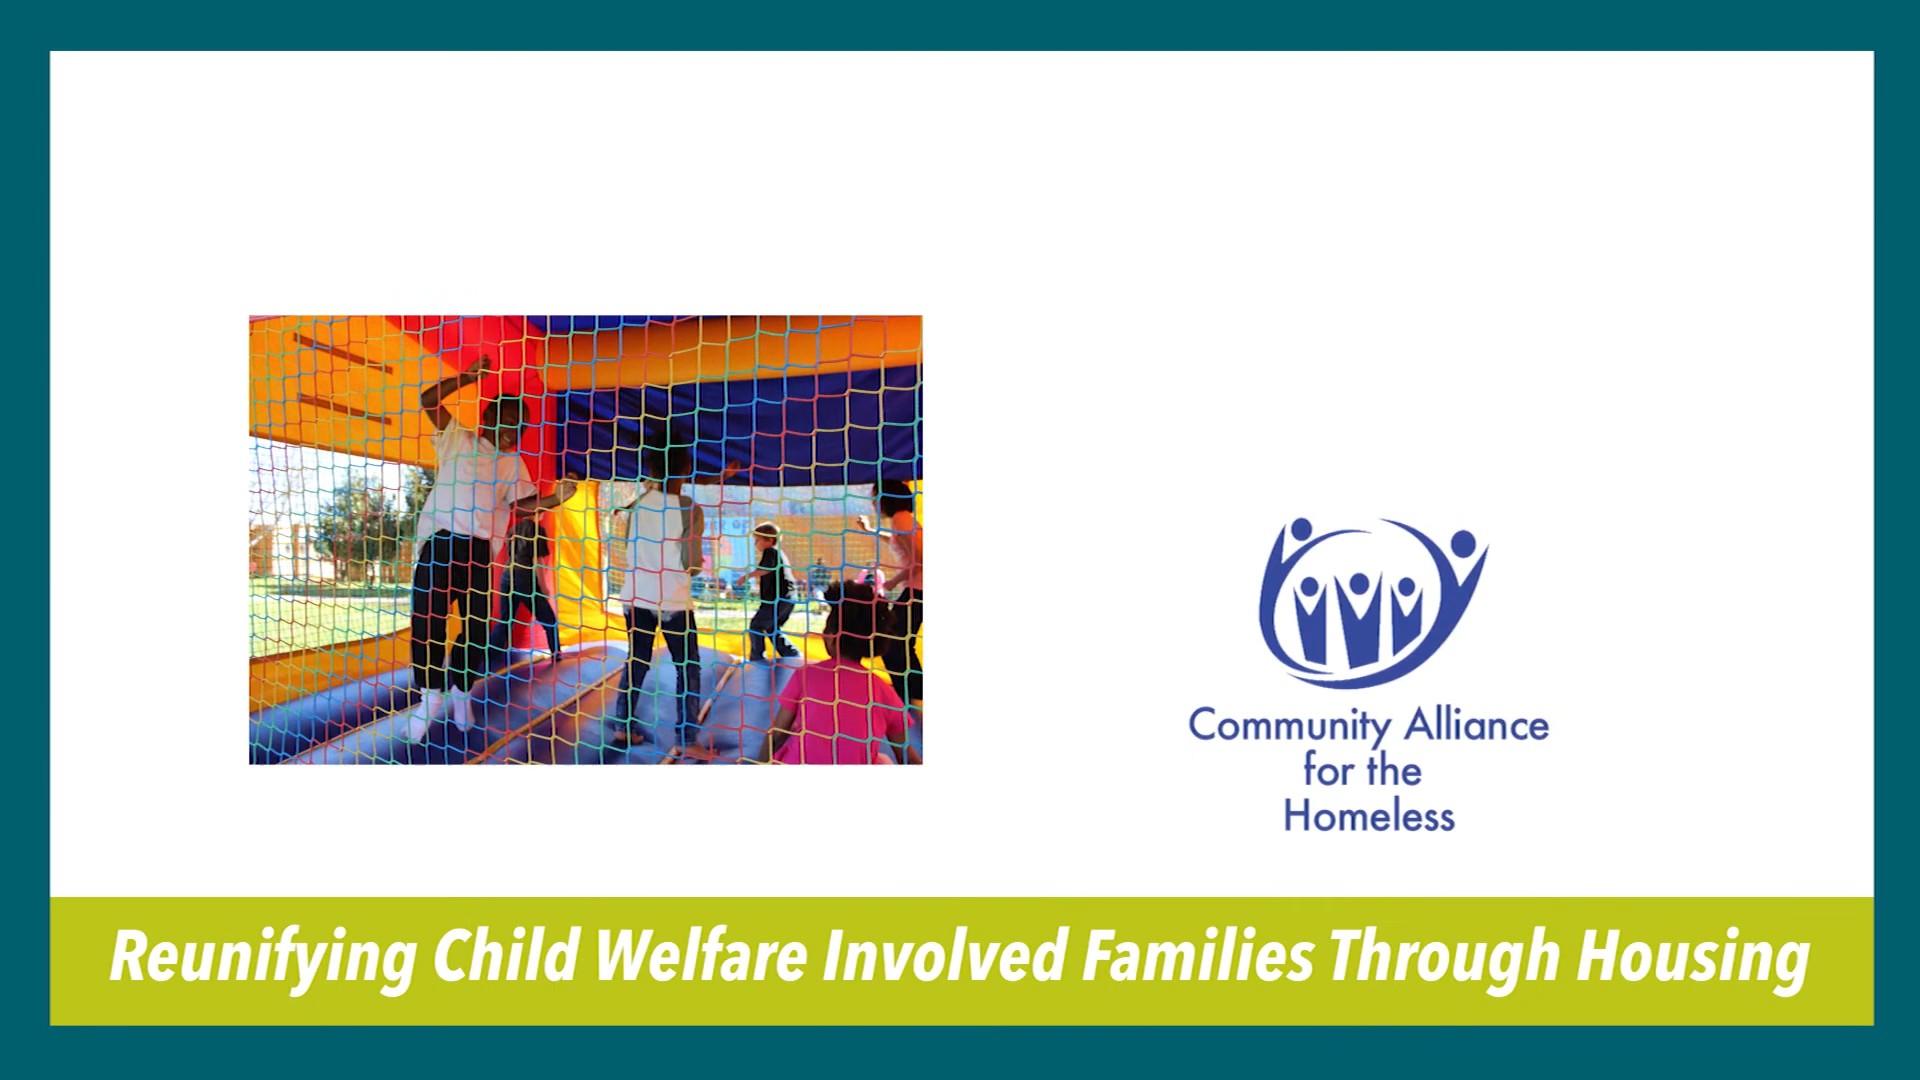 Community Alliance
for the
Homeless
Reunifying Child Welfare Involved Families Through Housing